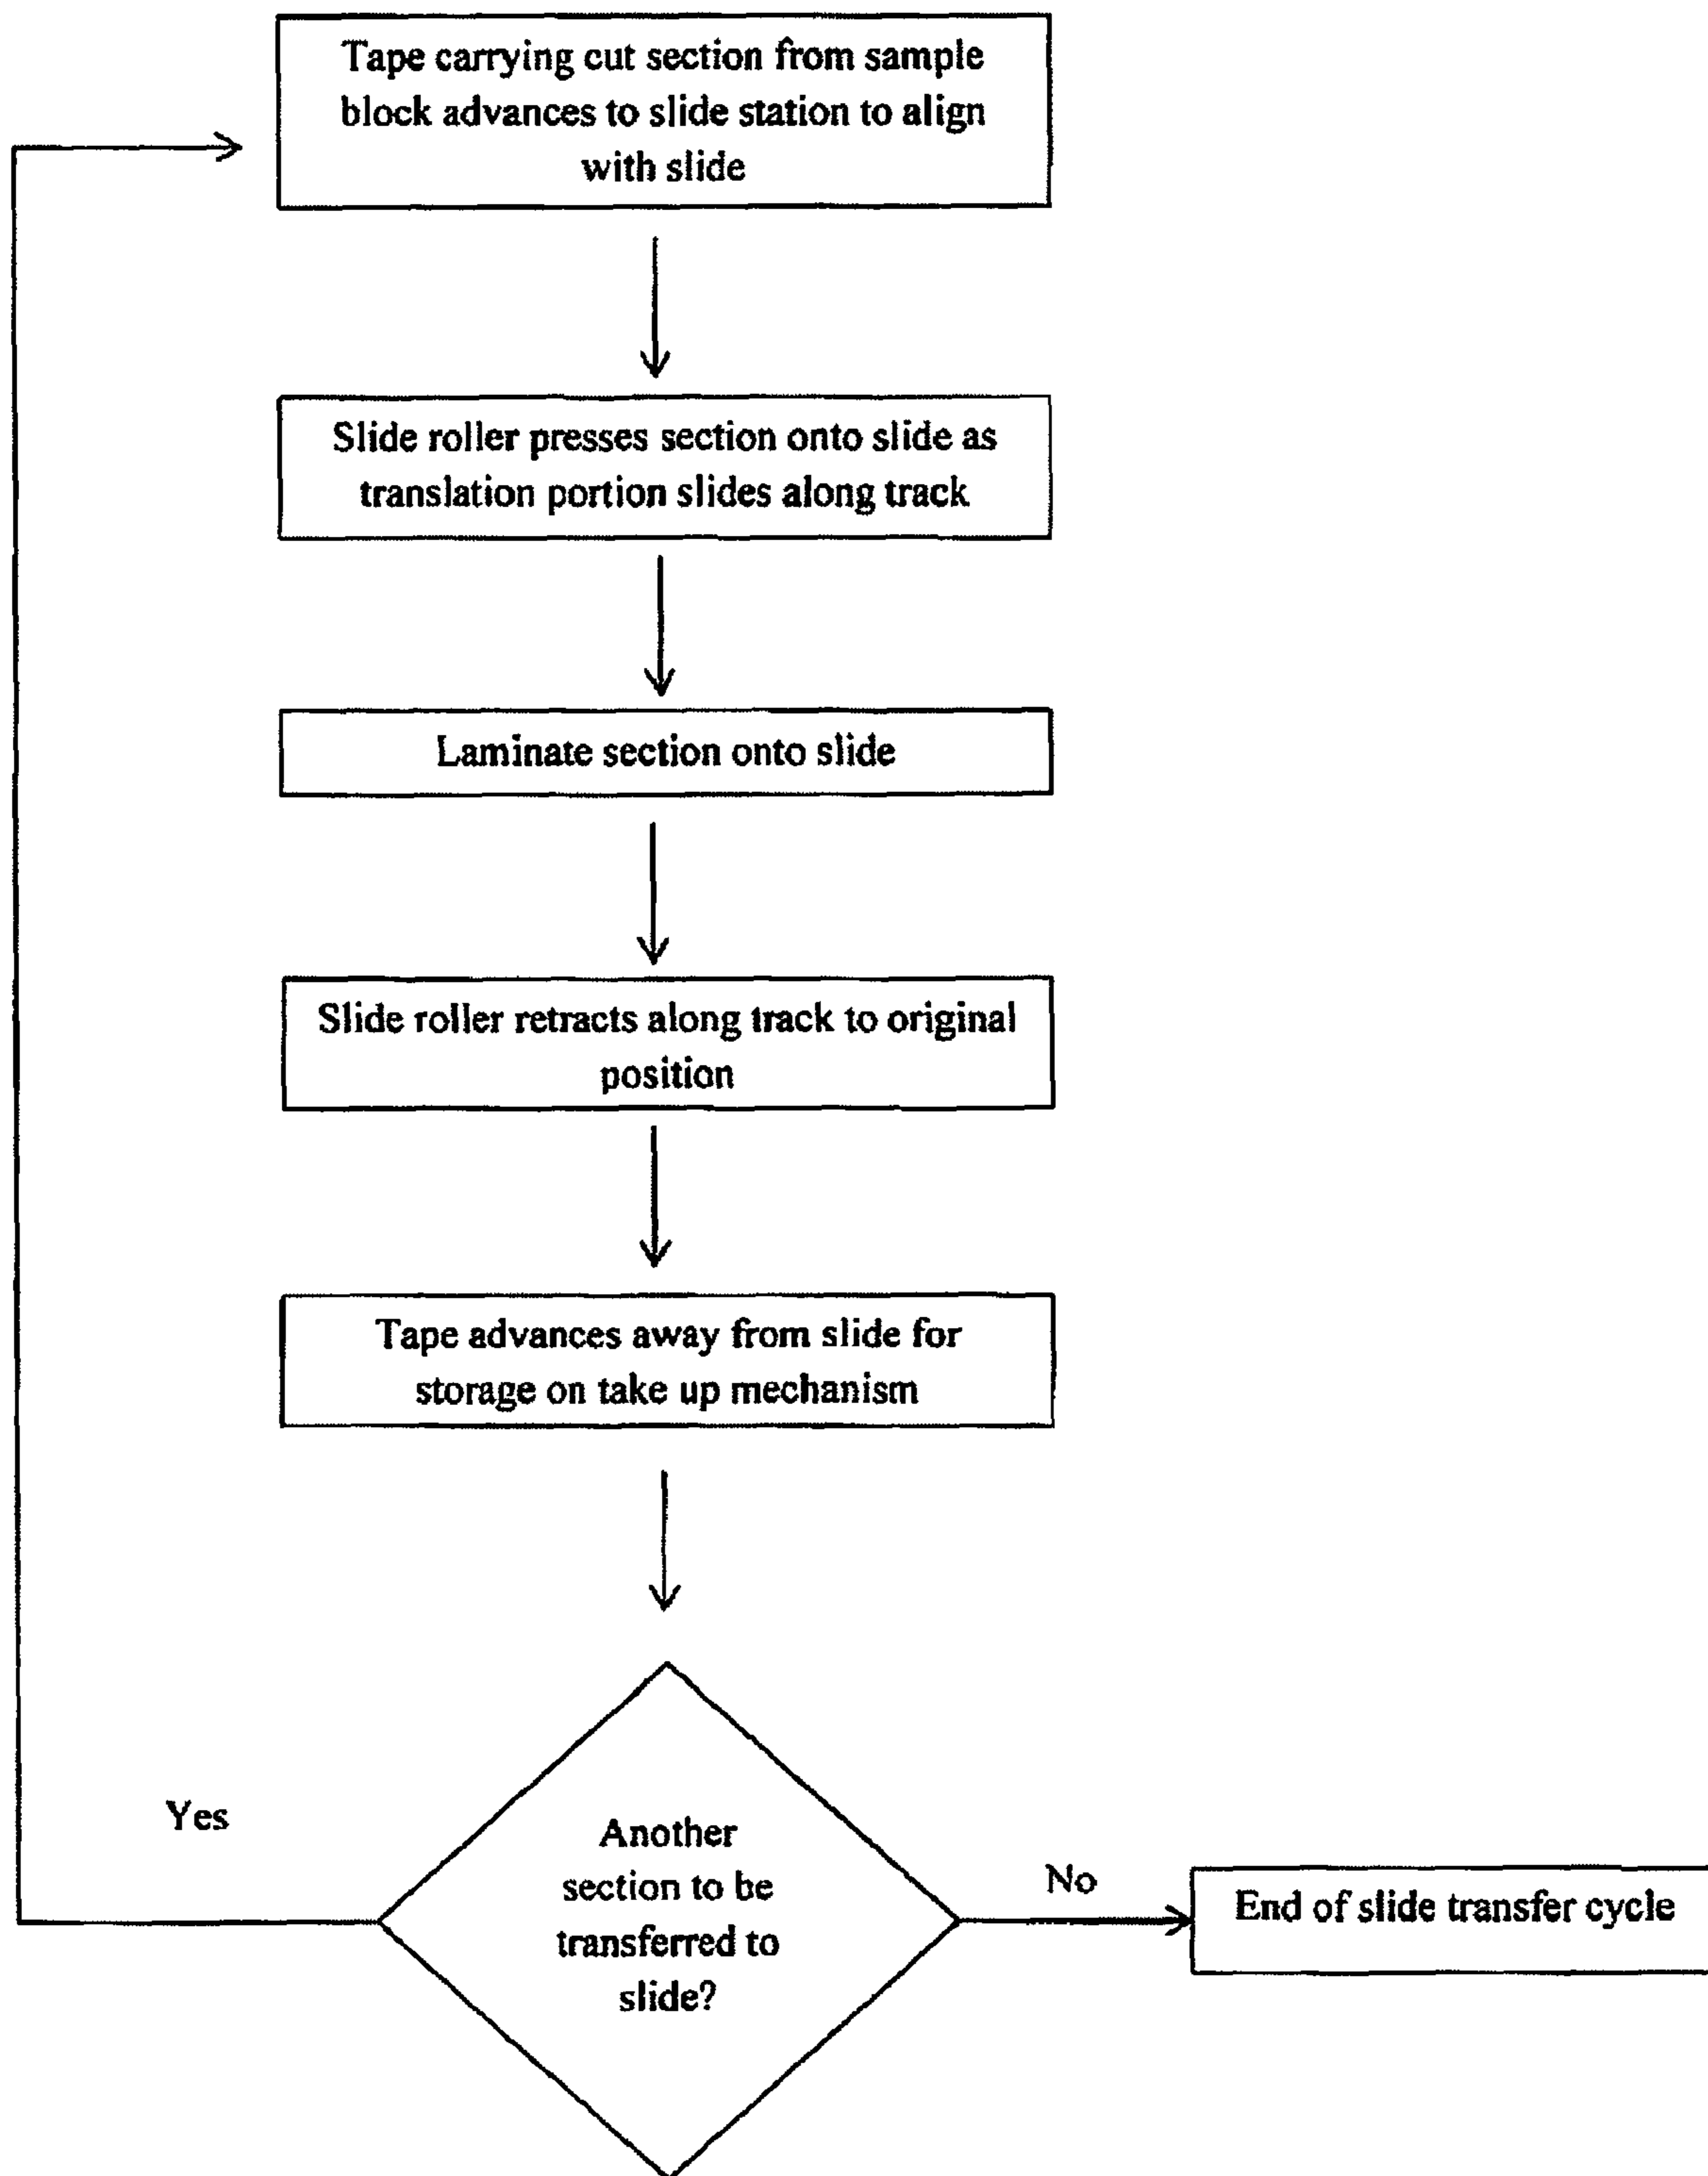 Tape carrying cut section from sample
block advances to slide station to align
with slide
Slide roller presses section onto slide as
translation portion slides along track
Laminate section onto slide
Slide roller retracts along track to original
position
Tape advances away from slide for
storage on take up mechanism
Yes
Another
section to be
transferred to
slide?
No
End of slide transfer cycle